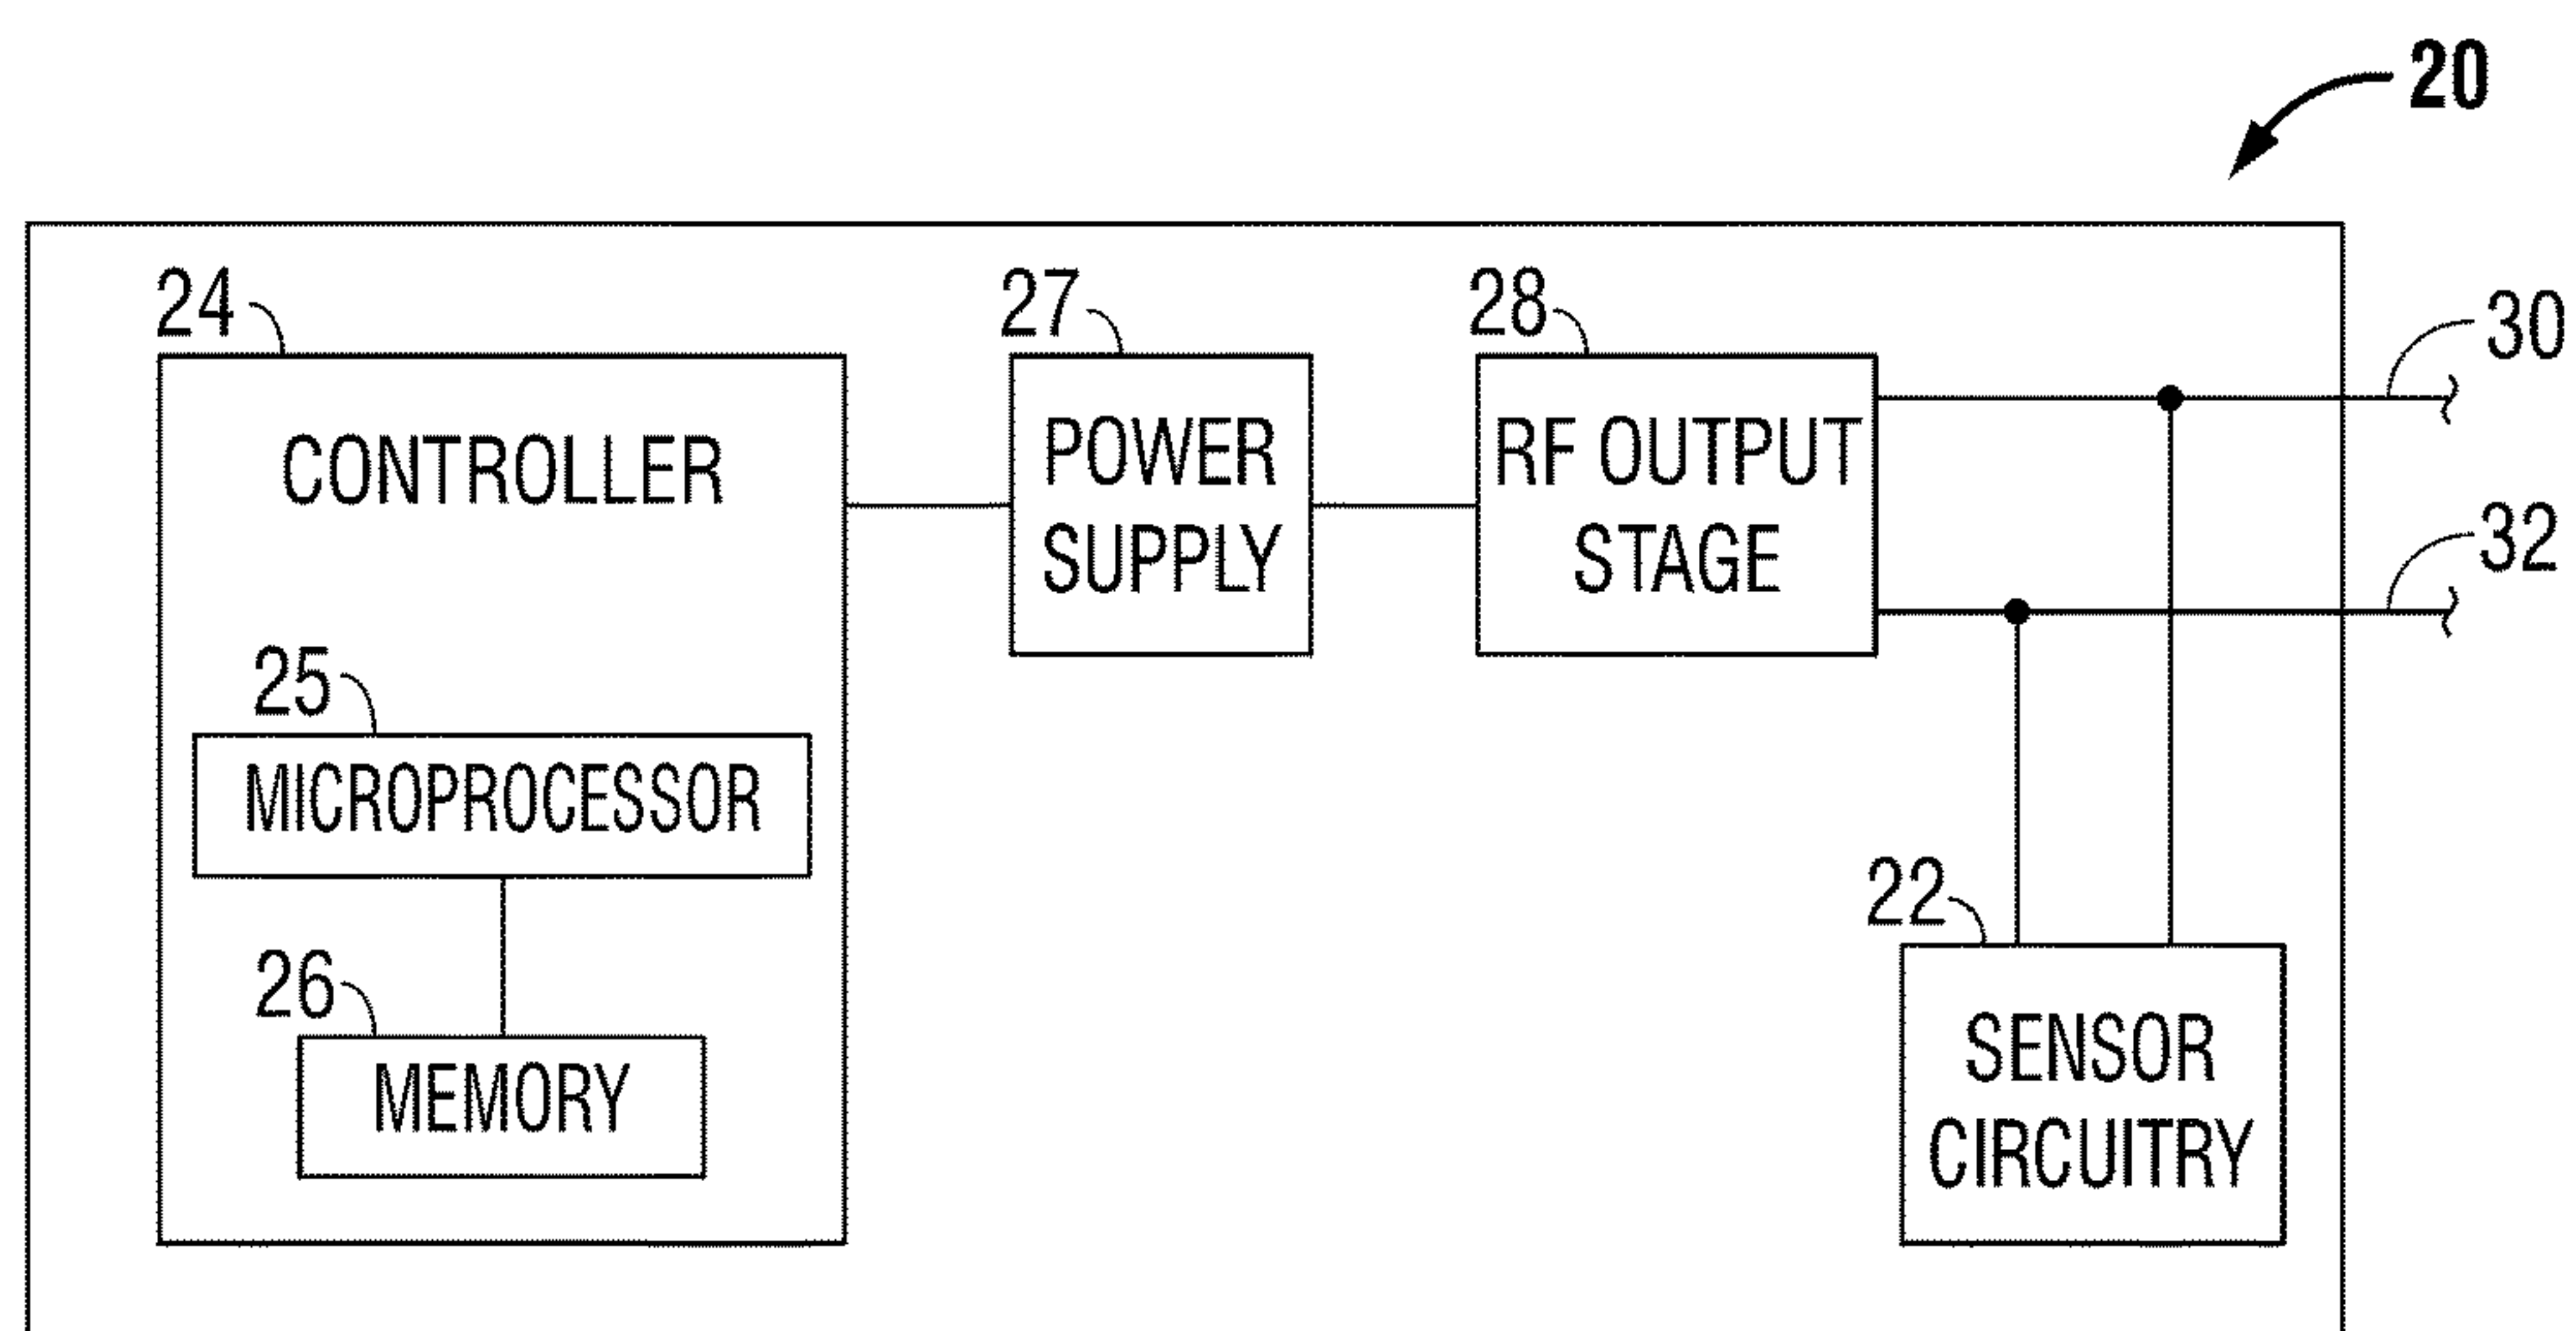 20
24
27
28
30
CONTROLLER
POWER
SUPPLY
RF OUTPUT
STAGE
32
25
MICROPROCESSOR
22
26
MEMORY
SENSOR
CIRCUITRY